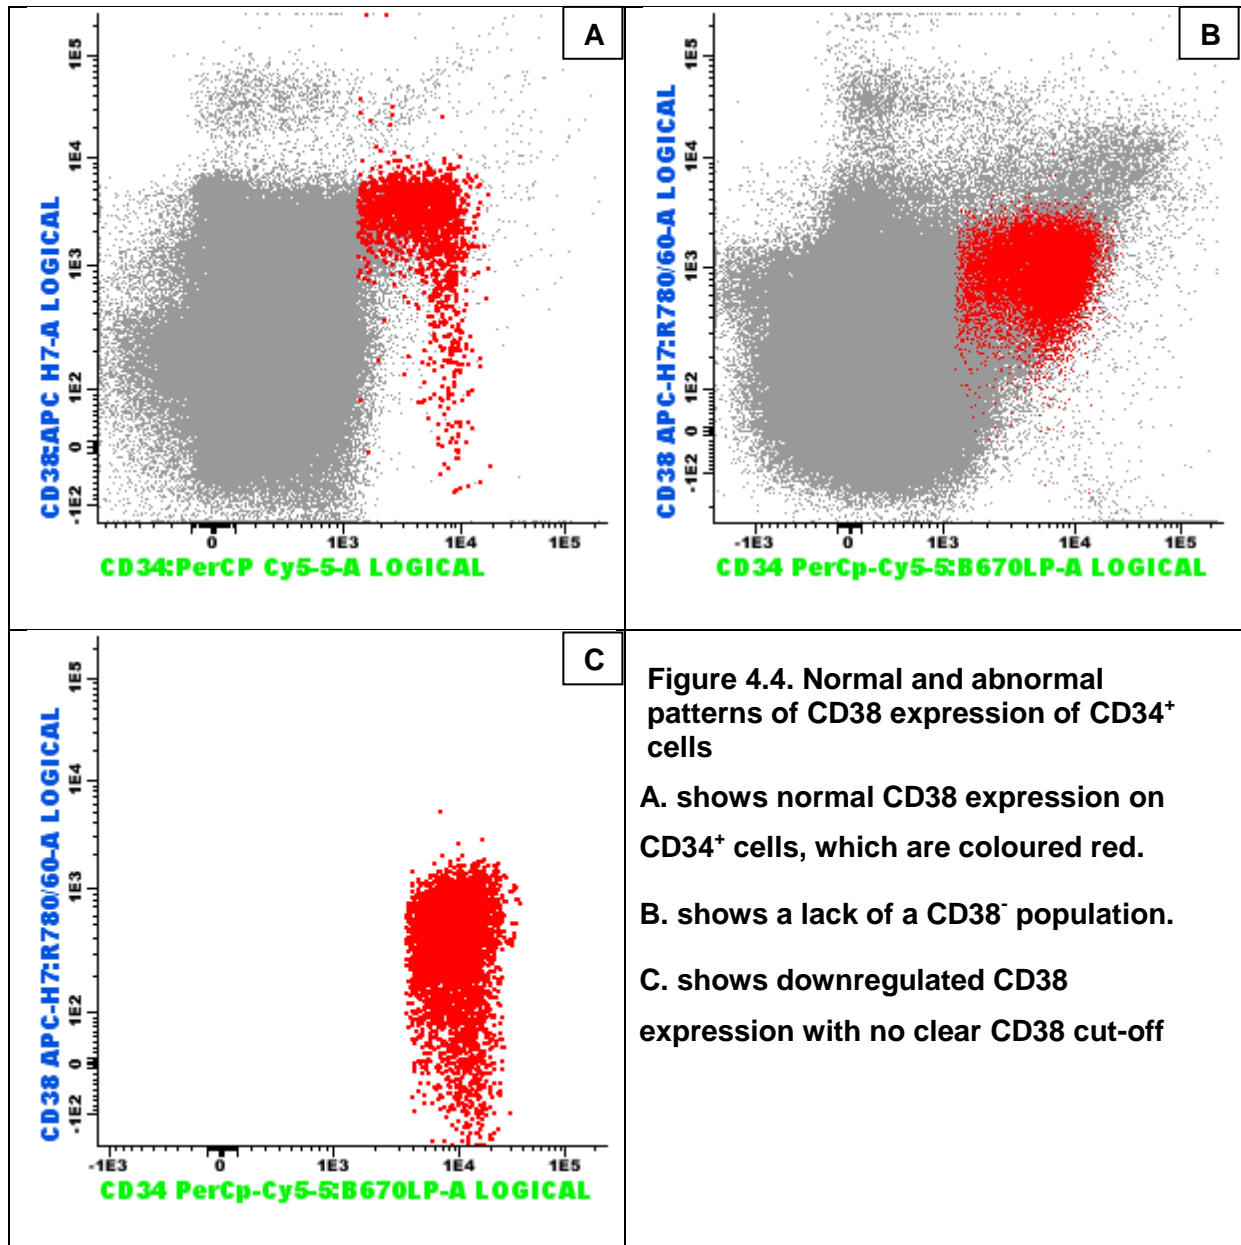 A
1E5
1E4
1E3
1E2
0
-1E2
CD38:APC H7-A LOGICAL
0 1E3 1E4 1E5
CD34:PerCP Cy5-5-A LOGICAL
B
1E5
1E4
1E3
1E2
0
-1E2
CD38 APC-H7:R780/60-A LOGICAL
-1E3 0 1E3 1E4 1E5
CD34 PerCp-Cy5-5:B670LP-A LOGICAL
C
1E5
1E4
1E3
1E2
0
-1E2
CD38 APC-H7:R780/60-A LOGICAL
-1E3 0 1E3 1E4 1E5
CD34 PerCp-Cy5-5:B670LP-A LOGICAL
Figure 4.4. Normal and abnormal
patterns of CD38 expression of CD34⁺
cells
A. shows normal CD38 expression on
CD34⁺ cells, which are coloured red.
B. shows a lack of a CD38⁻ population.
C. shows downregulated CD38
expression with no clear CD38 cut-off